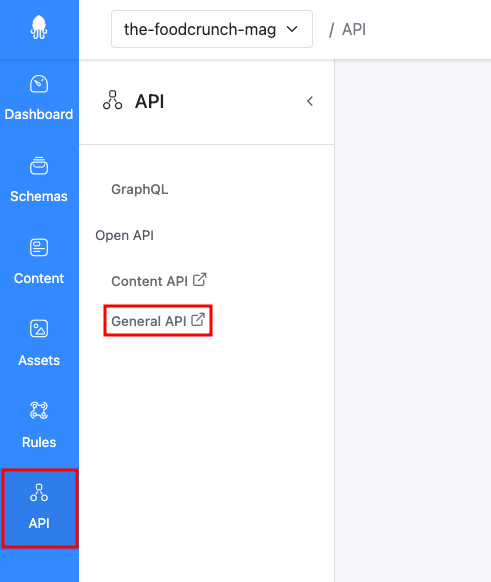 the-foodcrunch-mag
/ API
Dashboard
Schemas
Content
Assets
Rules
API
API
GraphQL
Open API
Content API
General API